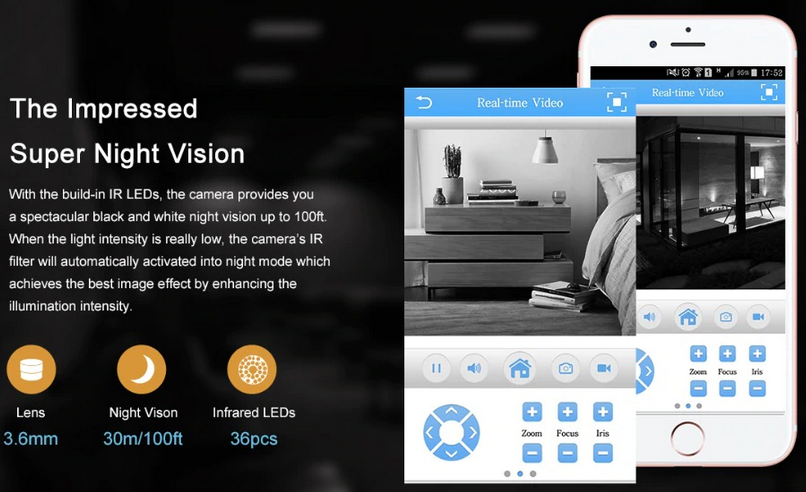 The Impressed
Super Night Vision
With the build-in IR LEDs, the camera provides you
a spectacular black and white night vision up to 100ft.
When the light intensity is really low, the camera's IR
filter will automatically activated into night mode which
achieves the best image effect by enhancing the
illumination intensity.
Lens
3.6mm
Night Vison
30m/100ft
Infrared LEDs
36pcs
Real-time Video
Zoom
Focus
Iris
H
95%
17:52
Real-time Video
Zoom
Focus
Iris